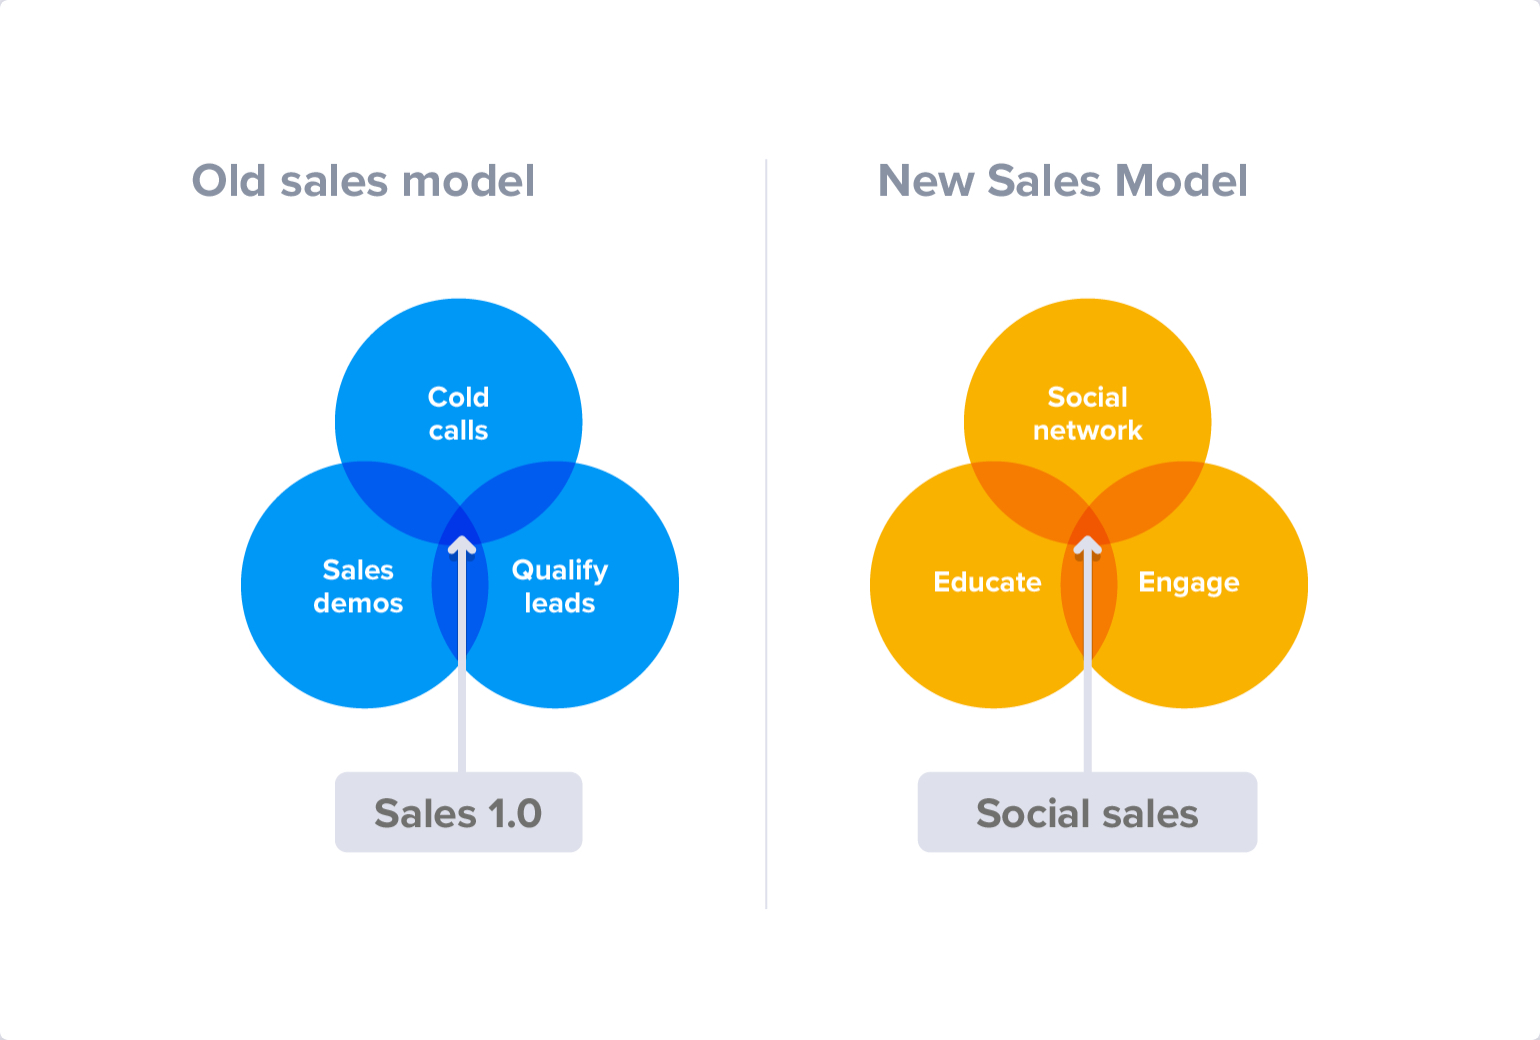 Old sales model
Cold
calls
Sales
demos
Qualify
leads
Sales 1.0
New Sales Model
Social
network
Educate
Engage
Social sales